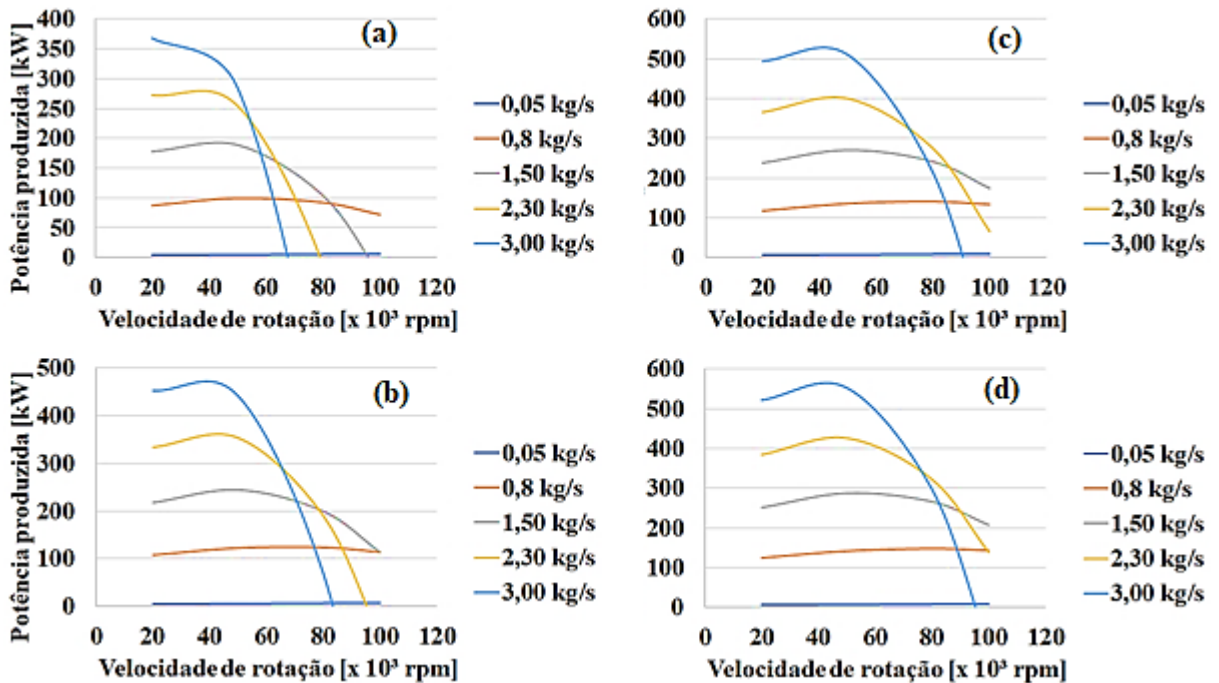 (a)
Potência produzida [kW]
400
350
300
250
200
150
100
50
0
0 20 40 60 80 100 120
Velocidade de rotação [x 10³ rpm]
0,05 kg/s
0,8 kg/s
1,50 kg/s
2,30 kg/s
3,00 kg/s
(c)
600
500
400
300
200
100
0
0 20 40 60 80 100 120
Velocidade de rotação [x 10³ rpm]
0,05 kg/s
0,8 kg/s
1,50 kg/s
2,30 kg/s
3,00 kg/s
(b)
Potência produzida [kW]
500
400
300
200
100
0
0 20 40 60 80 100 120
Velocidade de rotação [x 10³ rpm]
0,05 kg/s
0,8 kg/s
1,50 kg/s
2,30 kg/s
3,00 kg/s
(d)
600
500
400
300
200
100
0
0 20 40 60 80 100 120
Velocidade de rotação [x 10³ rpm]
0,05 kg/s
0,8 kg/s
1,50 kg/s
2,30 kg/s
3,00 kg/s